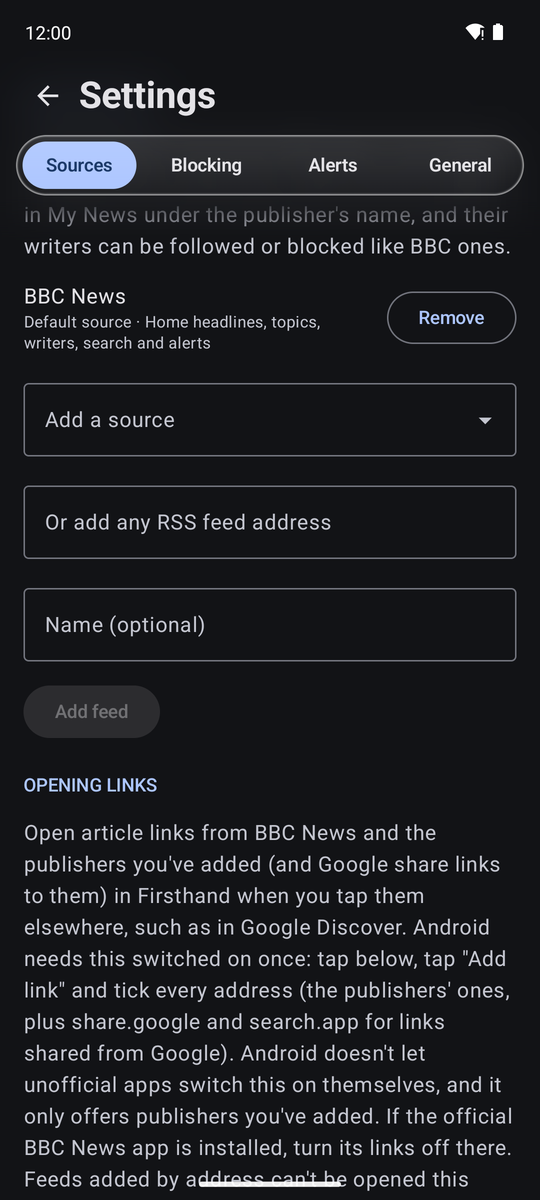 12:00
Settings
Sources
Blocking
Alerts
General
in My News under the publisher's name, and their
writers can be followed or blocked like BBC ones.
BBC News
Default source · Home headlines, topics,
writers, search and alerts
Remove
Add a source
Or add any RSS feed address
Name (optional)
Add feed
OPENING LINKS
Open article links from BBC News and the
publishers you've added (and Google share links
to them) in Firsthand when you tap them
elsewhere, such as in Google Discover. Android
needs this switched on once: tap below, tap "Add
link" and tick every address (the publishers' ones,
plus share.google and search.app for links
shared from Google). Android doesn't let
unofficial apps switch this on themselves, and it
only offers publishers you've added. If the official
BBC News app is installed, turn its links off there.
Feeds added by address can't be opened this